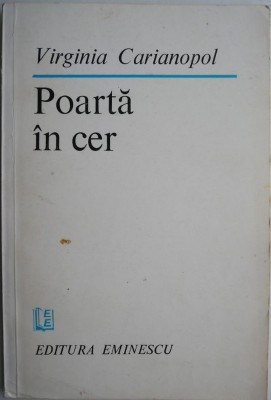 Virginia Carianopol
Poartă
în cer
EDITURA EMINESCU